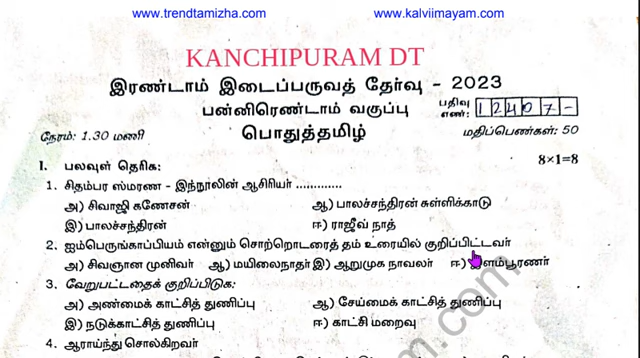 www.trendtamizha.com www.kalviimayam.com
KANCHIPURAM DT
இரண்டாம் இடைப்பருவத் தேர்வு - 2023
பன்னிரெண்டாம் வகுப்பு
பதிவு எண்: 12407-
நேரம்: 1.30 மணி பொதுத்தமிழ் மதிப்பெண்கள்: 50
I. பலவுள் தெரிக: 8×1=8
1. சிதம்பர ஸ்மரண - இந்நூலின் ஆசிரியர் .............
அ) சிவாஜி கணேசன் ஆ) பாலச்சந்திரன் சுள்ளிக்காடு
இ) பாலச்சந்திரன் ஈ) ராஜீவ் நாத்
2. ஐம்பெருங்காப்பியம் என்னும் சொற்றொடரைத் தம் உரையில் குறிப்பிட்டவர்
அ) சிவஞான முனிவர் ஆ) மயிலைநாதர் இ) ஆறுமுக நாவலர் ஈ) இளம்பூரணர்
3. வேறுபட்டதைக் குறிப்பிடுக:
அ) அண்மைக் காட்சித் துணிப்பு ஆ) சேய்மைக் காட்சித் துணிப்பு
இ) நடுக்காட்சித் துணிப்பு ஈ) காட்சி மறைவு
4. ஆராய்ந்து சொல்கிறவர்